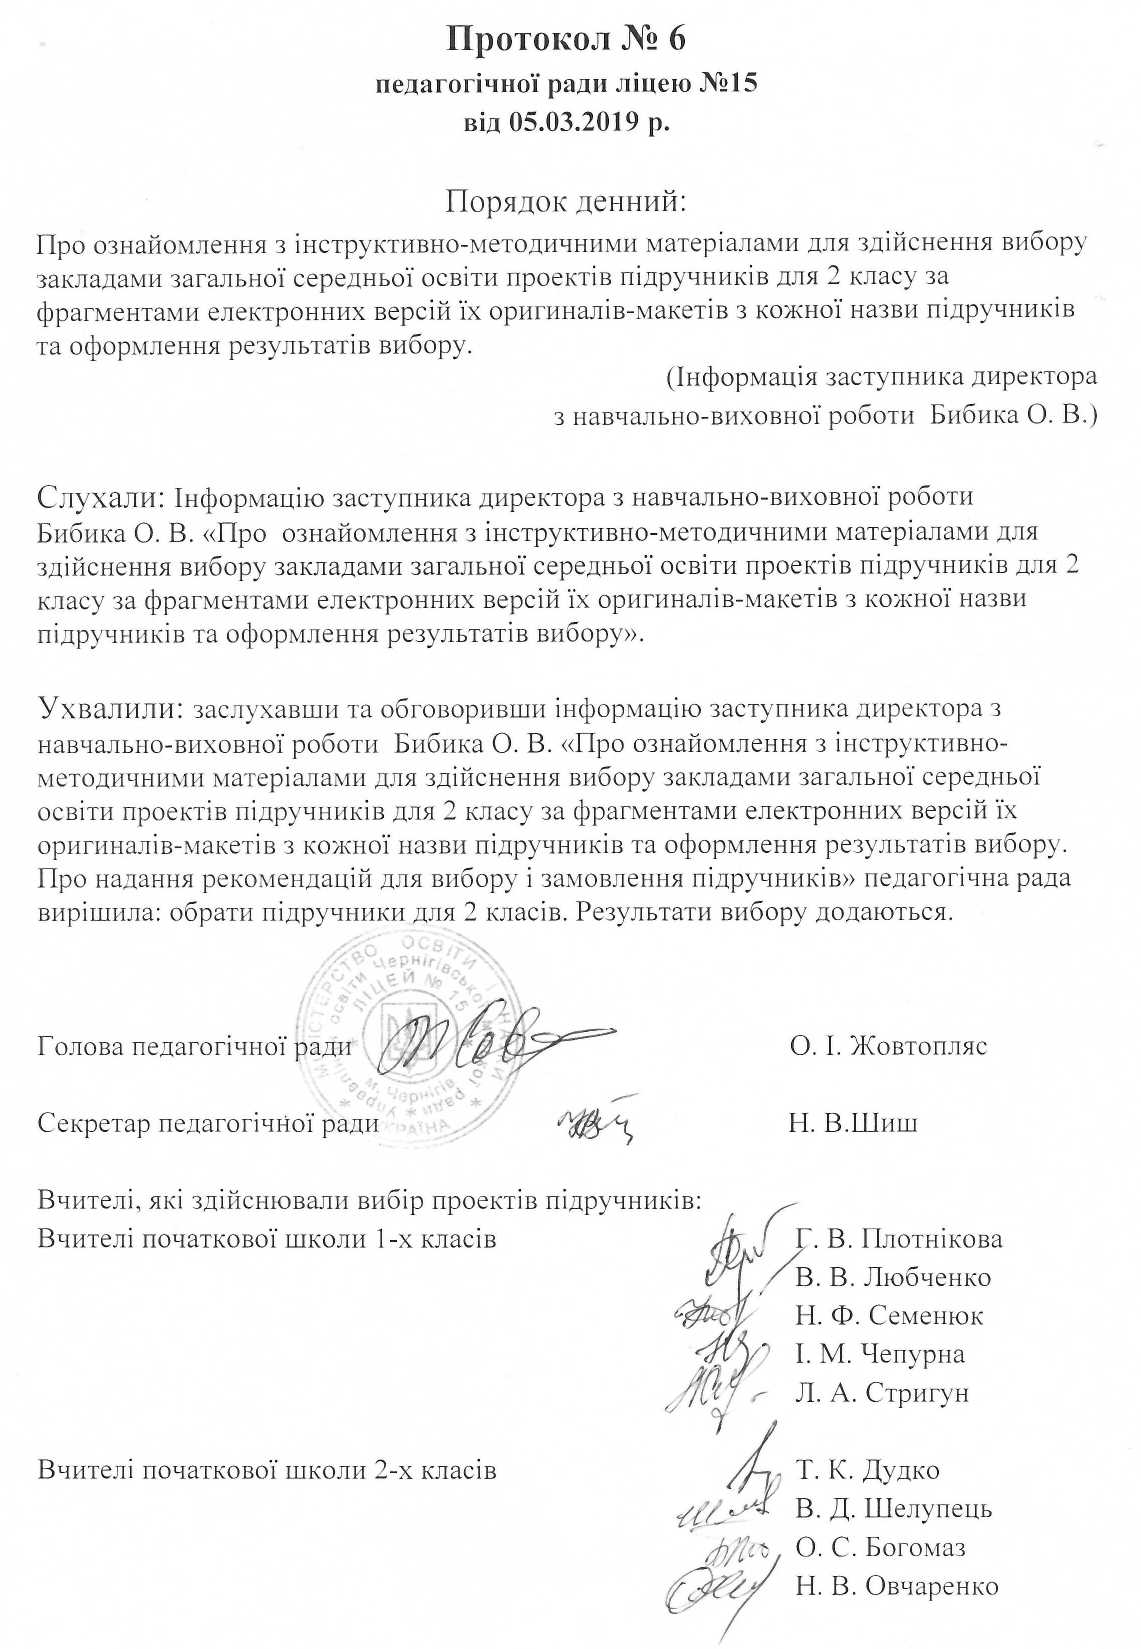 Протокол № 6
педагогічної ради ліцею №15
від 05.03.2019 р.
Порядок денний:
Про ознайомлення з інструктивно-методичними матеріалами для здійснення вибору
закладами загальної середньої освіти проектів підручників для 2 класу за
фрагментами електронних версій їх оригиналів-макетів з кожної назви підручників
та оформлення результатів вибору.
(Інформація заступника директора
з навчально-виховної роботи Бибика О. В.)
Слухали: Інформацію заступника директора з навчально-виховної роботи
Бибика О. В. «Про ознайомлення з інструктивно-методичними матеріалами для
здійснення вибору закладами загальної середньої освіти проектів підручників для 2
класу за фрагментами електронних версій їх оригиналів-макетів з кожної назви
підручників та оформлення результатів вибору».
Ухвалили: заслухавши та обговоривши інформацію заступника директора з
навчально-виховної роботи Бибика О. В. «Про ознайомлення з інструктивно-
методичними матеріалами для здійснення вибору закладами загальної середньої
освіти проектів підручників для 2 класу за фрагментами електронних версій їх
оригиналів-макетів з кожної назви підручників та оформлення результатів вибору.
Про надання рекомендацій для вибору і замовлення підручників» педагогічна рада
вирішила: обрати підручники для 2 класів. Результати вибору додаються.
МІНІСТЕРСТВО ОСВІТИ І НАУКИ УКРАЇНА
ЛІЦЕЙ № 15
м. Чернігів
Голова педагогічної ради О. І. Жовтопляс
Секретар педагогічної ради Н. В.Шиш
Вчителі, які здійснювали вибір проектів підручників:
Вчителі початкової школи 1-х класів Г. В. Плотнікова
В. В. Любченко
Н. Ф. Семенюк
І. М. Чепурна
Л. А. Стригун
Вчителі початкової школи 2-х класів Т. К. Дудко
В. Д. Шелупець
О. С. Богомаз
Н. В. Овчаренко